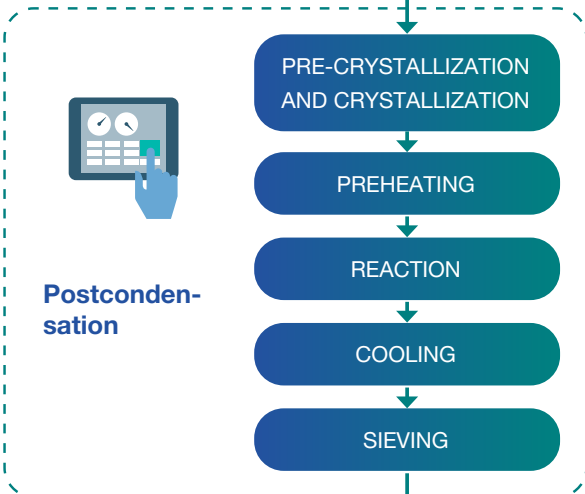 PRE-CRYSTALLIZATION
AND CRYSTALLIZATION
PREHEATING
REACTION
Postconden-
sation
COOLING
SIEVING